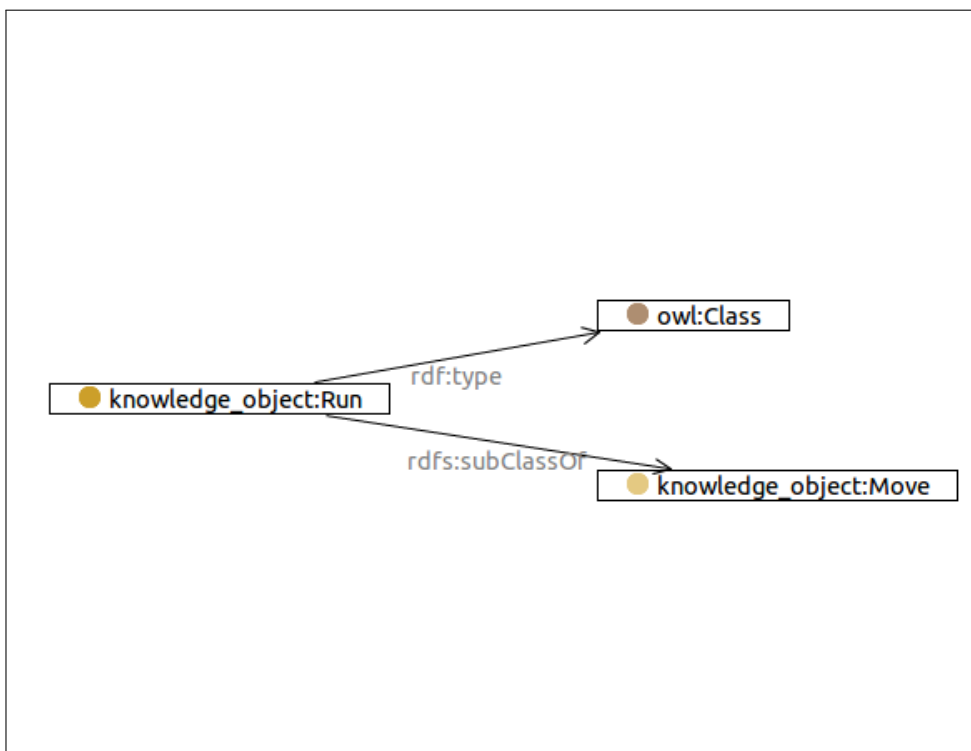 owl:Class
rdf:type
knowledge_object:Run
rdfs:subClassOf
knowledge_object:Move